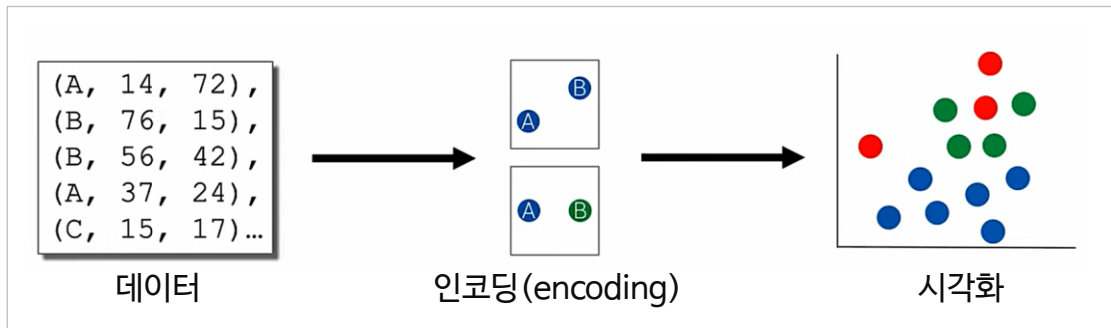 (A, 14, 72),
(B, 76, 15),
(B, 56, 42),
(A, 37, 24),
(C, 15, 17)…
데이터
A
B
A B
인코딩(encoding)
시각화